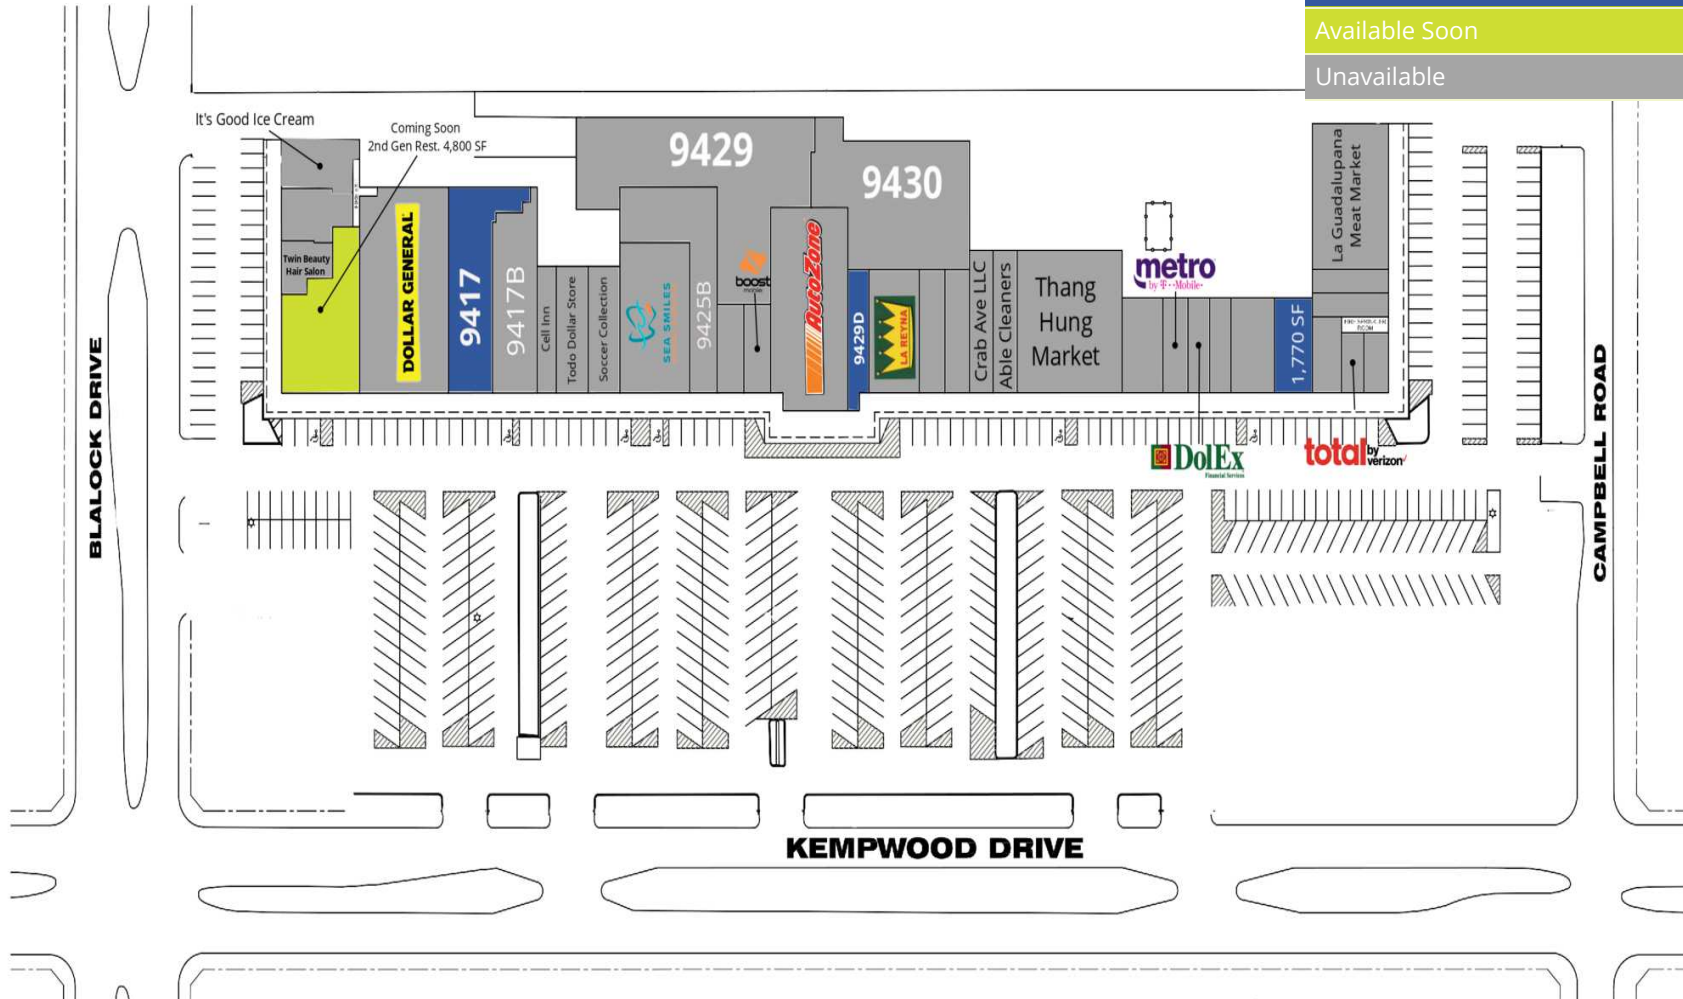 Available Soon
Unavailable
It's Good Ice Cream
Coming Soon
2nd Gen Rest. 4,800 SF
Twin Beauty
Hair Salon
DOLLAR GENERAL
9417
9417B
Cell Inn
Todo Dollar Store
Soccer Collection
SEA SMILES
9425B
9429
boost
mobile
AutoZone
9429D
LA REYNA
9430
Crab Ave LLC
Able Cleaners
Thang
Hung
Market
metro
by T-Mobile
1,770 SF
La Guadalupana
Meat Market
DolEx
Financial Services
total by
verizon
BLALOCK DRIVE
CAMPBELL ROAD
KEMPWOOD DRIVE